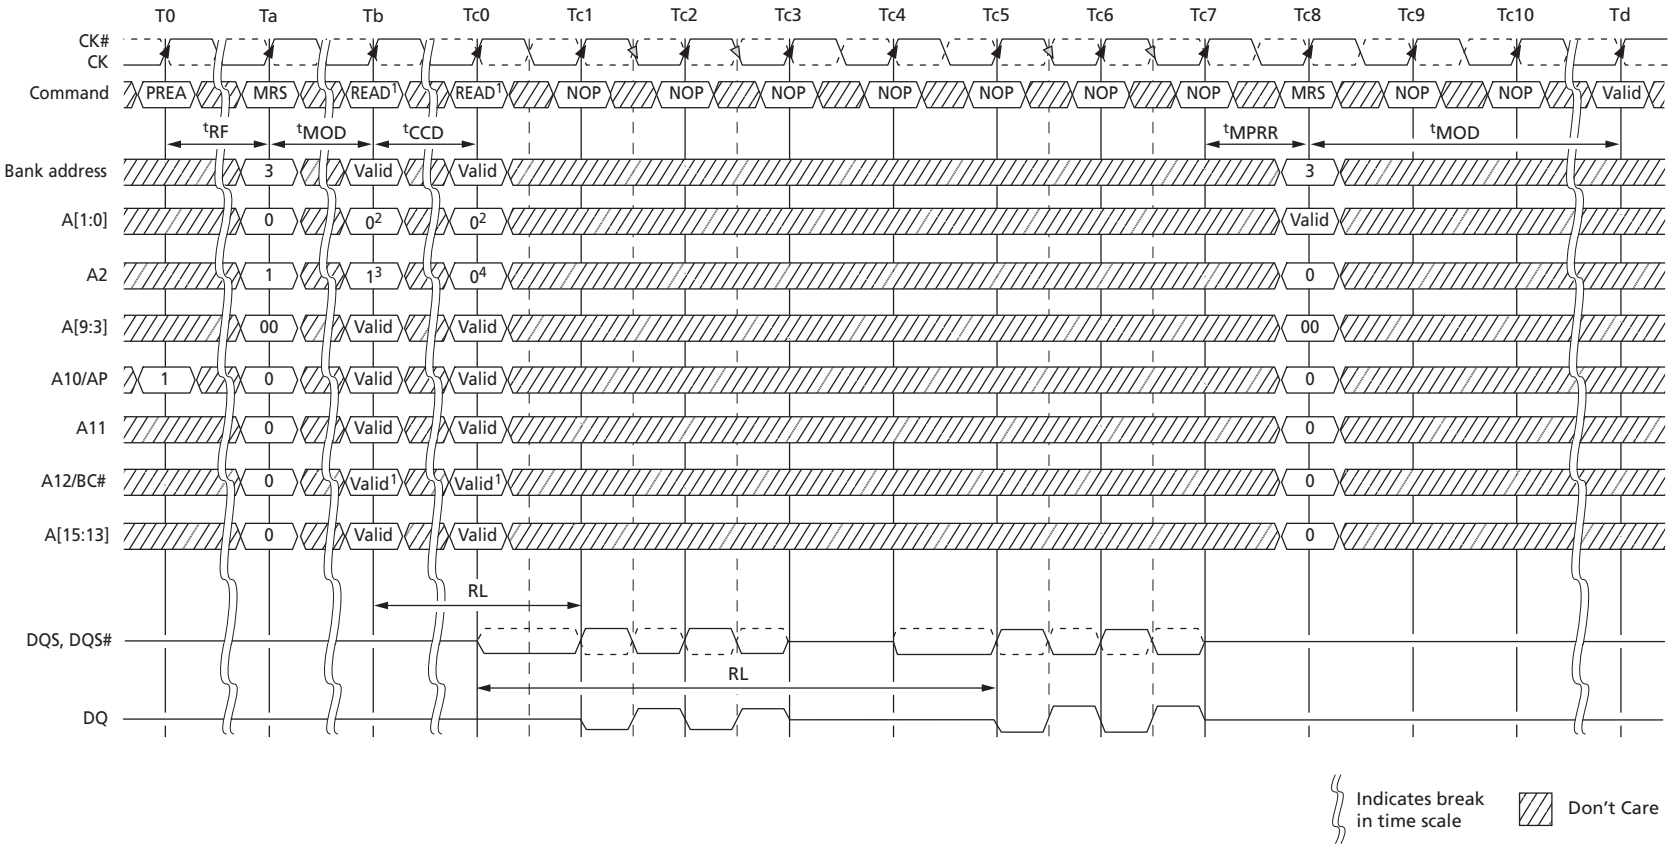 T0 Ta Tb Tc0 Tc1 Tc2 Tc3 Tc4 Tc5 Tc6 Tc7 Tc8 Tc9 Tc10 Td
CK#
CK
Command PREA MRS READ1 READ1 NOP NOP NOP NOP NOP NOP NOP MRS NOP NOP Valid
tRF tMOD tCCD tMPRR tMOD
Bank address 3 Valid Valid 3
A[1:0] 0 02 02 Valid
A2 1 13 04 0
A[9:3] 00 Valid Valid 00
A10/AP 1 0 Valid Valid 0
A11 0 Valid Valid 0
A12/BC# 0 Valid1 Valid1 0
A[15:13] 0 Valid Valid 0
RL
DQS, DQS#
RL
DQ
Indicates break
in time scale
Don't Care